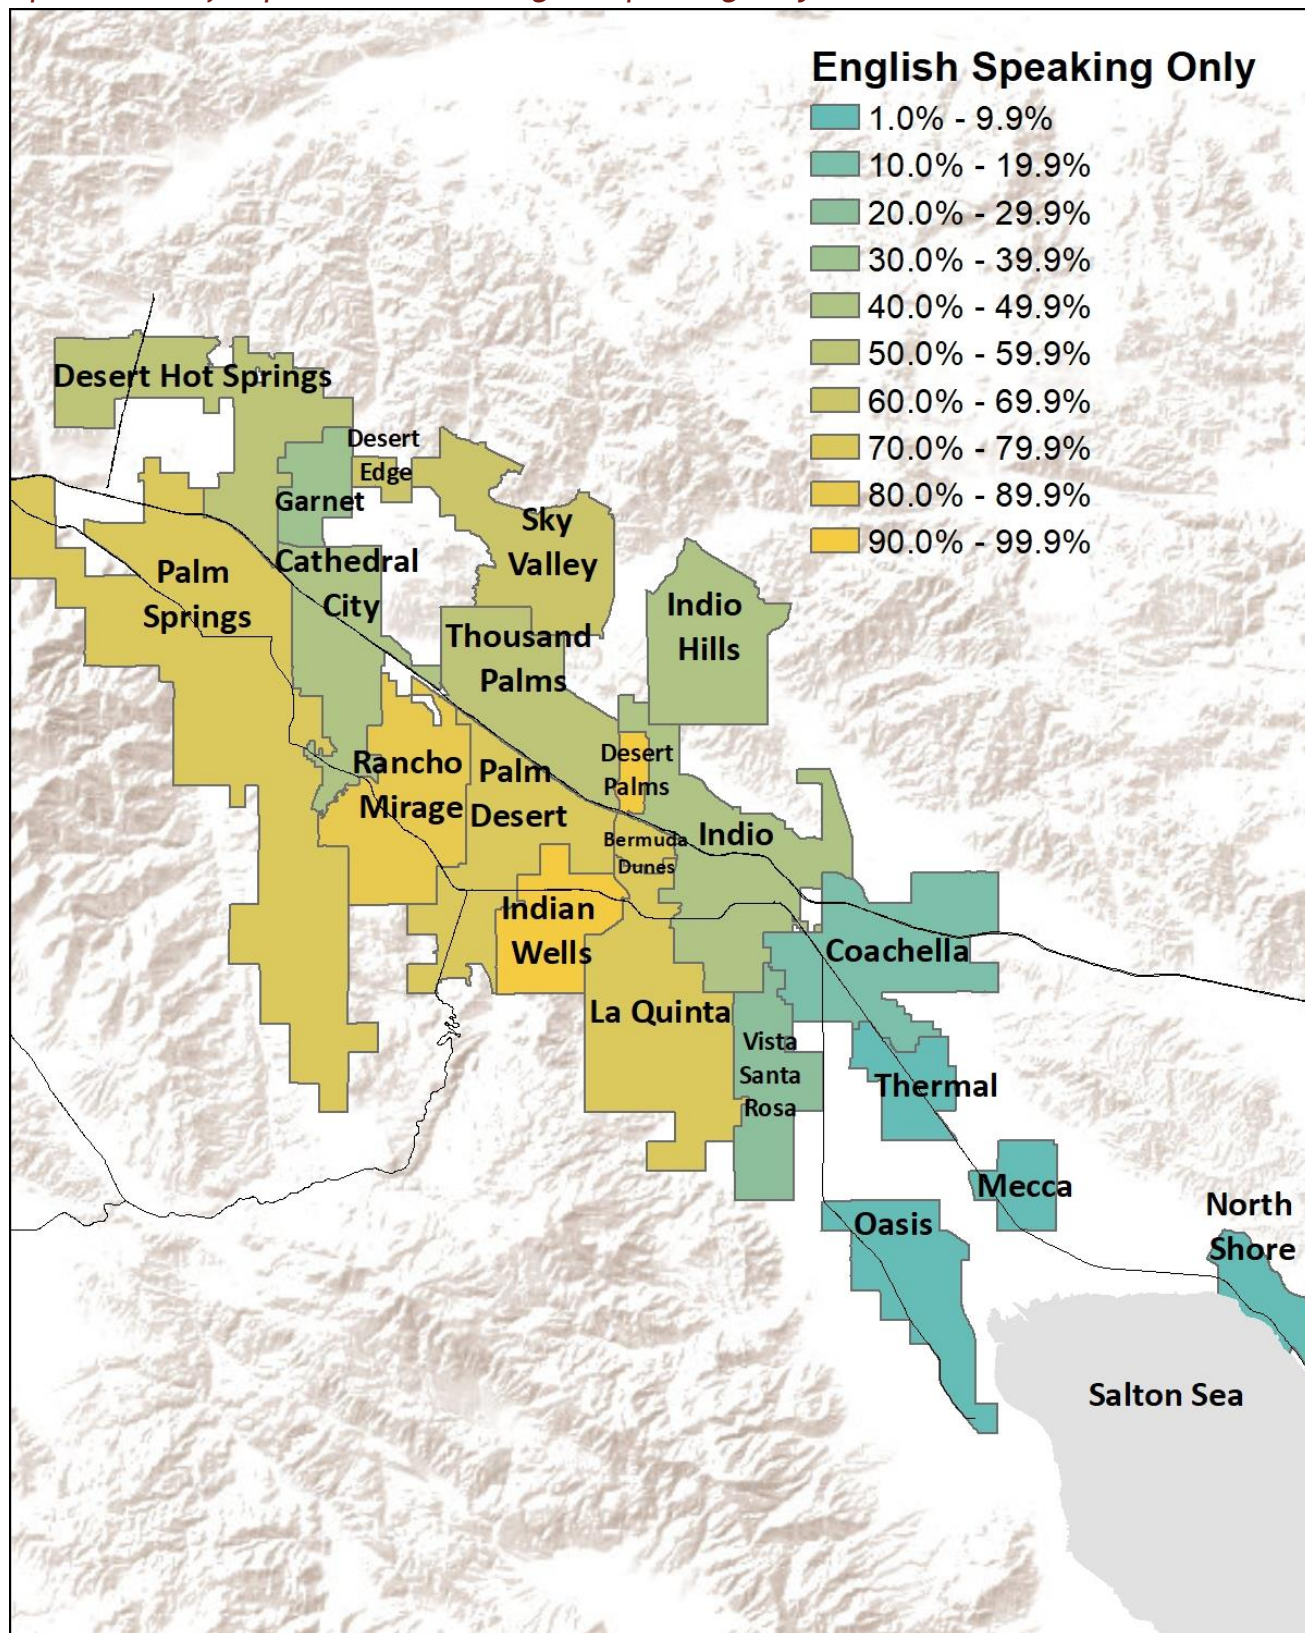 English Speaking Only
1.0% - 9.9%
10.0% - 19.9%
20.0% - 29.9%
30.0% - 39.9%
40.0% - 49.9%
50.0% - 59.9%
60.0% - 69.9%
70.0% - 79.9%
80.0% - 89.9%
90.0% - 99.9%
Desert Hot Springs
Desert
Edge
Garnet
Sky
Valley
Cathedral
City
Palm
Springs
Indio
Hills
Thousand
Palms
Rancho
Mirage
Palm
Desert
Desert
Palms
Bermuda
Dunes
Indio
Indian
Wells
Coachella
La Quinta
Vista
Santa
Rosa
Thermal
Mecca
Oasis
North
Shore
Salton Sea